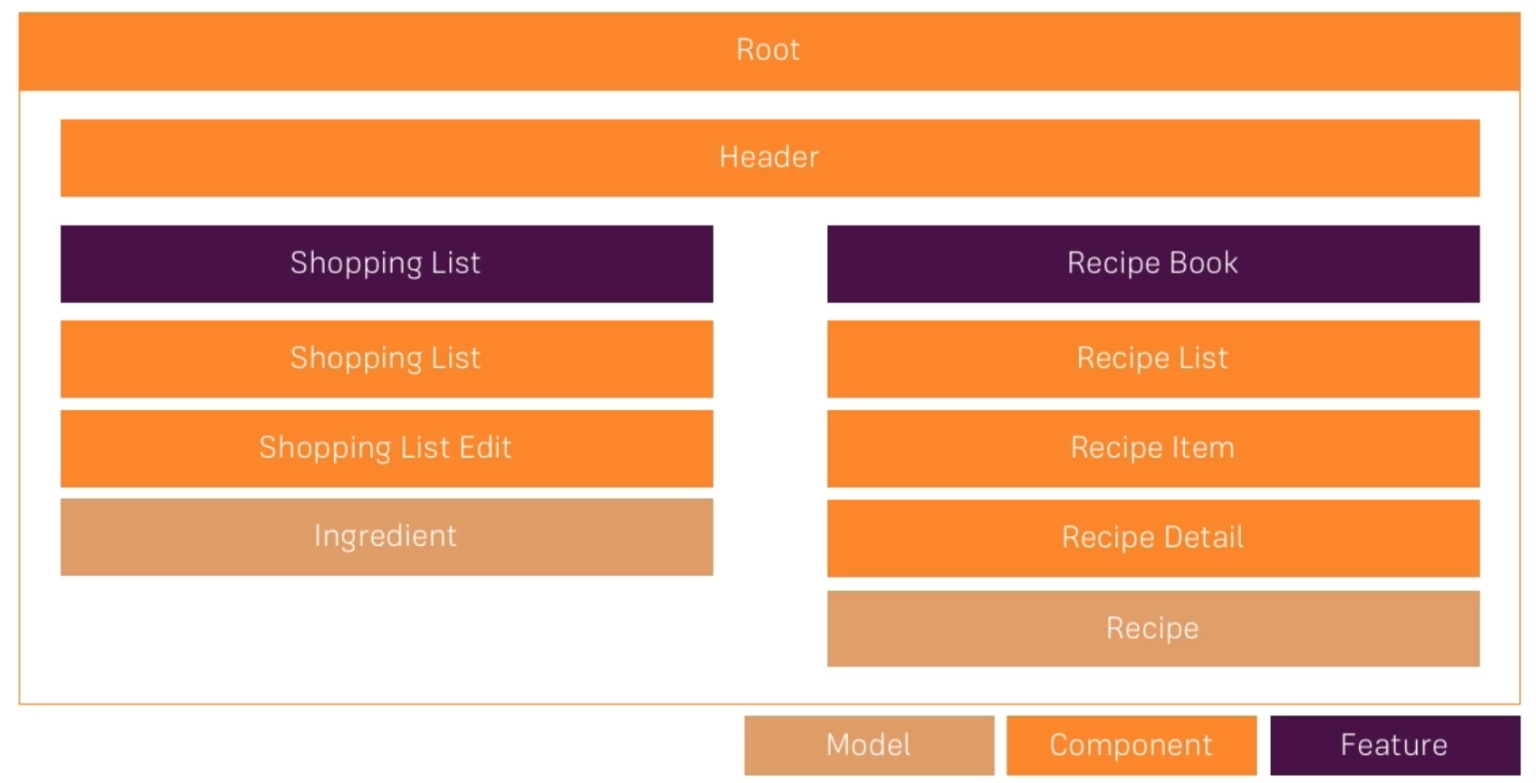 Root
Header
Shopping List
Shopping List
Shopping List Edit
Ingredient
Recipe Book
Recipe List
Recipe Item
Recipe Detail
Recipe
Model
Component
Feature